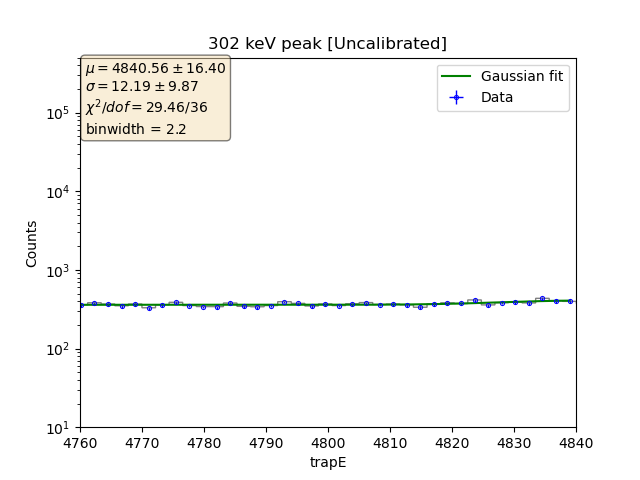 302 keV peak [Uncalibrated]
μ = 4840.56 ± 16.40
σ = 12.19 ± 9.87
χ²/dof = 29.46/36
binwidth = 2.2
Gaussian fit
Data
10⁵
10⁴
10³
10²
10¹
Counts
4760 4770 4780 4790 4800 4810 4820 4830 4840
trapE